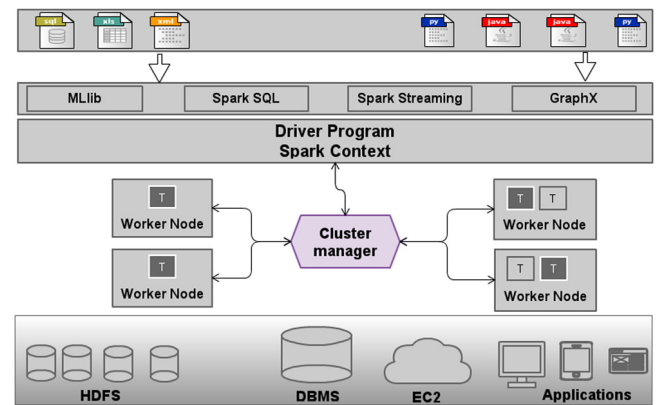 sql
xls
xml
py
java
java
py
MLlib
Spark SQL
Spark Streaming
GraphX
Driver Program
Spark Context
T
Worker Node
T
Worker Node
Cluster
manager
T T
Worker Node
T T
Worker Node
HDFS
DBMS
EC2
Applications